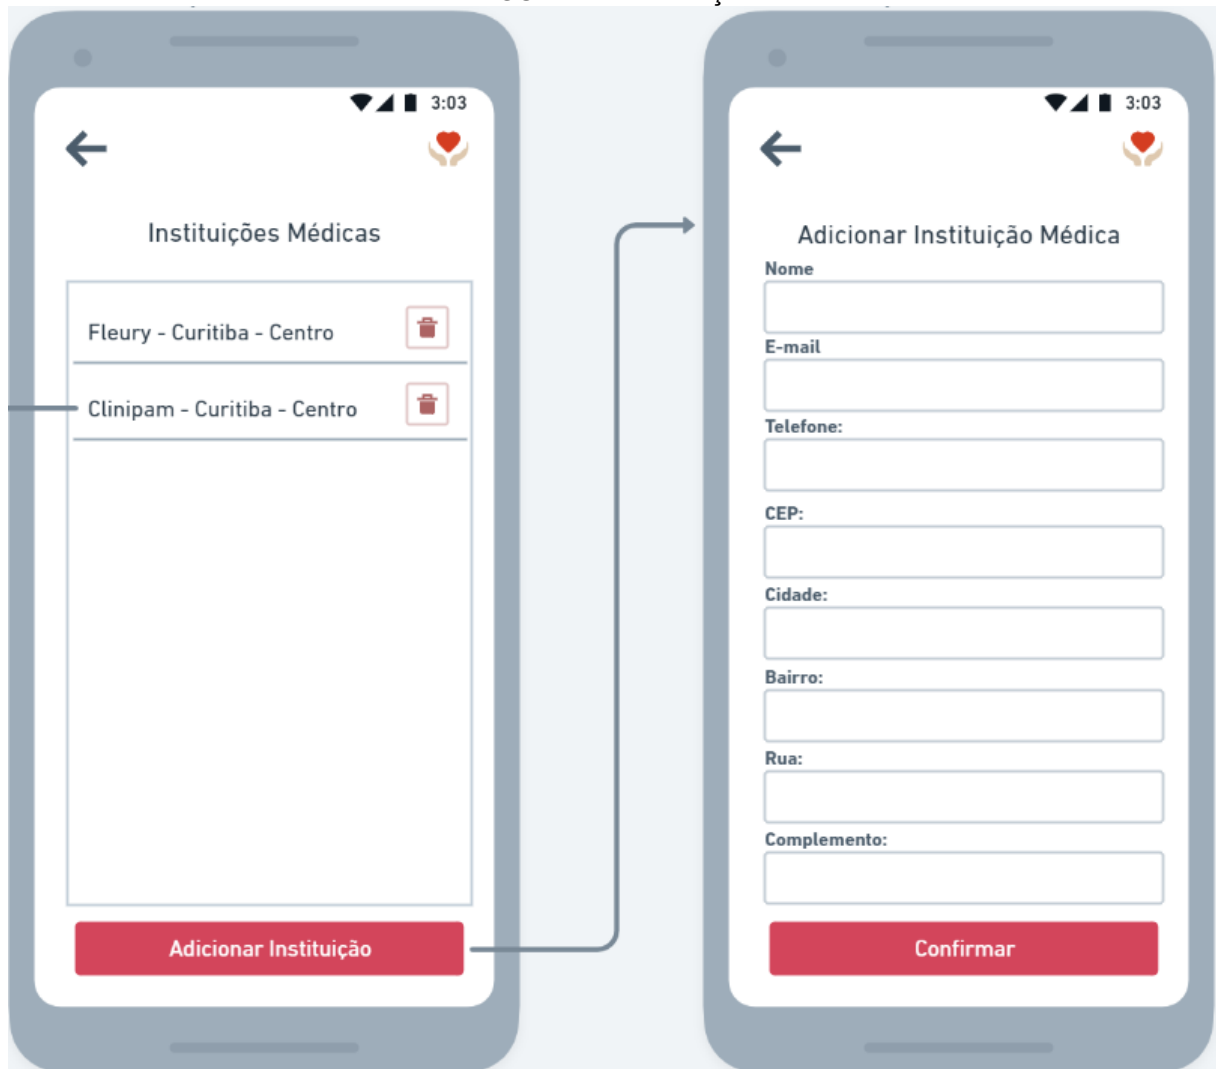 3:03
Instituições Médicas
Fleury - Curitiba - Centro
Clinipam - Curitiba - Centro
Adicionar Instituição
3:03
Adicionar Instituição Médica
Nome
E-mail
Telefone:
CEP:
Cidade:
Bairro:
Rua:
Complemento:
Confirmar